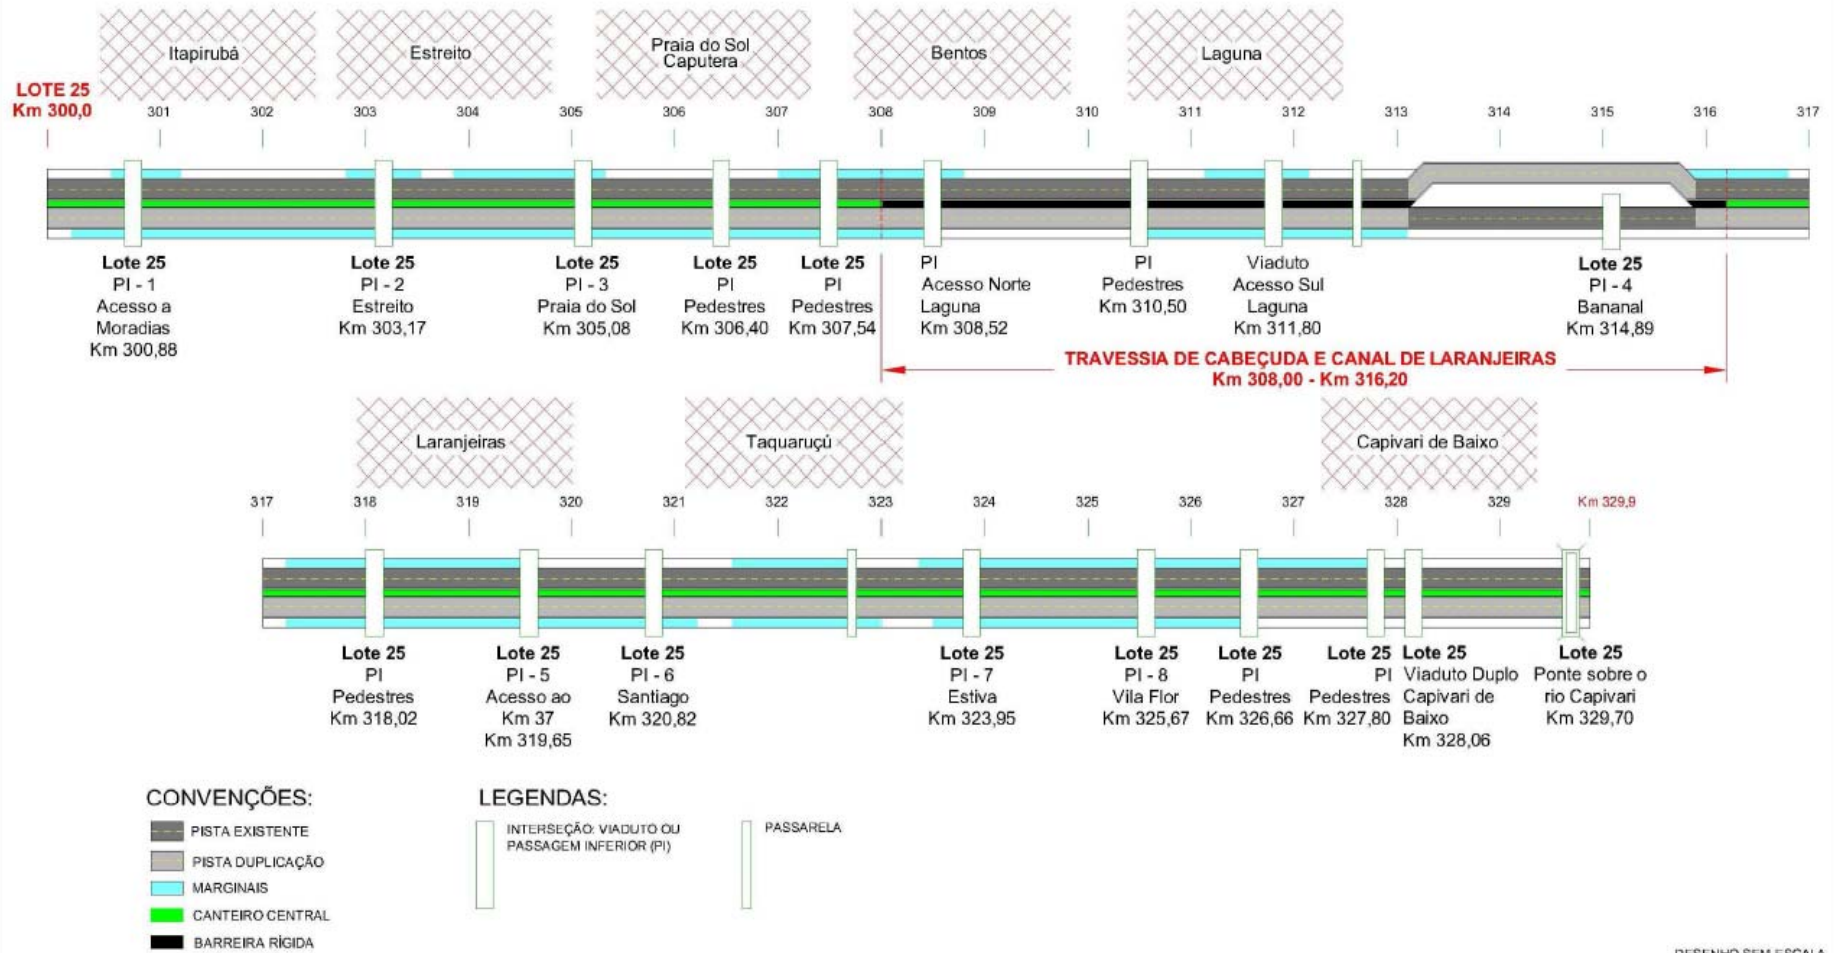 Itapirubá
Estreito
Praia do Sol
Caputera
Bentos
Laguna
LOTE 25
Km 300,0
301 302 303 304 305 306 307 308 309 310 311 312 313 314 315 316 317
Lote 25
PI - 1
Acesso a
Moradias
Km 300,88
Lote 25
PI - 2
Estreito
Km 303,17
Lote 25
PI - 3
Praia do Sol
Km 305,08
Lote 25
PI
Pedestres
Km 306,40
Lote 25
PI
Pedestres
Km 307,54
PI
Acesso Norte
Laguna
Km 308,52
PI
Pedestres
Km 310,50
Viaduto
Acesso Sul
Laguna
Km 311,80
Lote 25
PI - 4
Bananal
Km 314,89
TRAVESSIA DE CABEÇUDA E CANAL DE LARANJEIRAS
Km 308,00 - Km 316,20
Laranjeiras
Taquaruçú
Capivari de Baixo
317 318 319 320 321 322 323 324 325 326 327 328 329 Km 329,9
Lote 25
PI
Pedestres
Km 318,02
Lote 25
PI - 5
Acesso ao
Km 37
Km 319,65
Lote 25
PI - 6
Santiago
Km 320,82
Lote 25
PI - 7
Estiva
Km 323,95
Lote 25
PI - 8
Vila Flor
Km 325,67
Lote 25
PI
Pedestres
Km 326,66
Lote 25
PI
Pedestres
Km 327,80
Lote 25
Viaduto Duplo
Capivari de
Baixo
Km 328,06
Lote 25
Ponte sobre o
rio Capivari
Km 329,70
CONVENÇÕES:
PISTA EXISTENTE
PISTA DUPLICAÇÃO
MARGINAIS
CANTEIRO CENTRAL
BARREIRA RÍGIDA
LEGENDAS:
INTERSEÇÃO: VIADUTO OU
PASSAGEM INFERIOR (PI)
PASSARELA
DESENHO SEM ESCALA